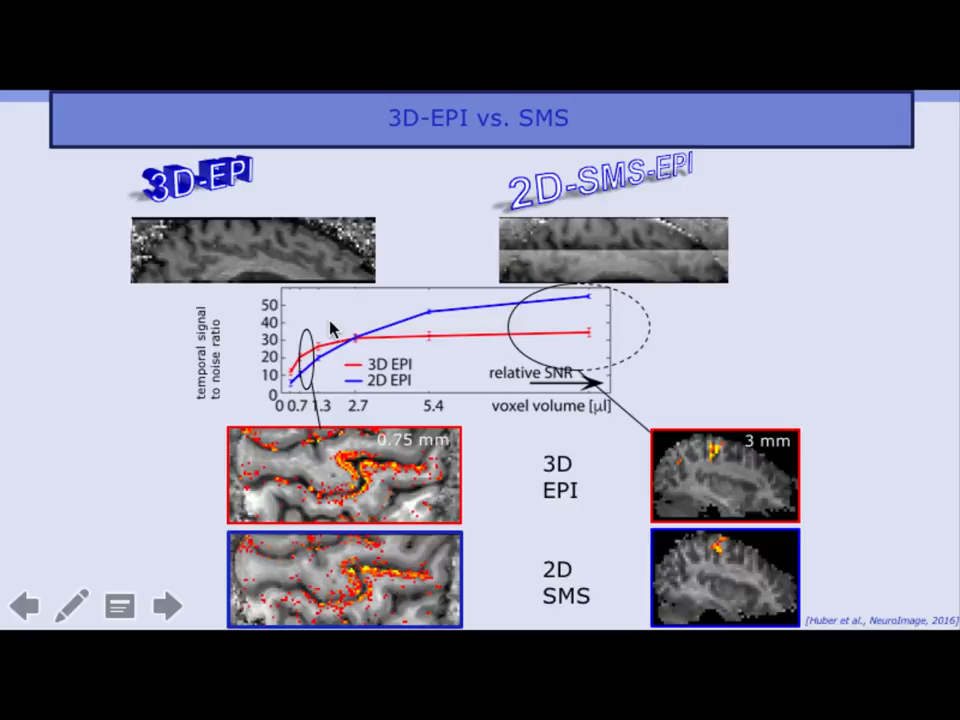 3D-EPI vs. SMS
3D-EPI
2D-SMS-EPI
temporal signal
to noise ratio
50
40
30
20
10
0
3D EPI
2D EPI
relative SNR
0 0.7 1.3 2.7 5.4 voxel volume [µl]
0.75 mm
3D
EPI
3 mm
2D
SMS
[Huber et al., NeuroImage, 2016]